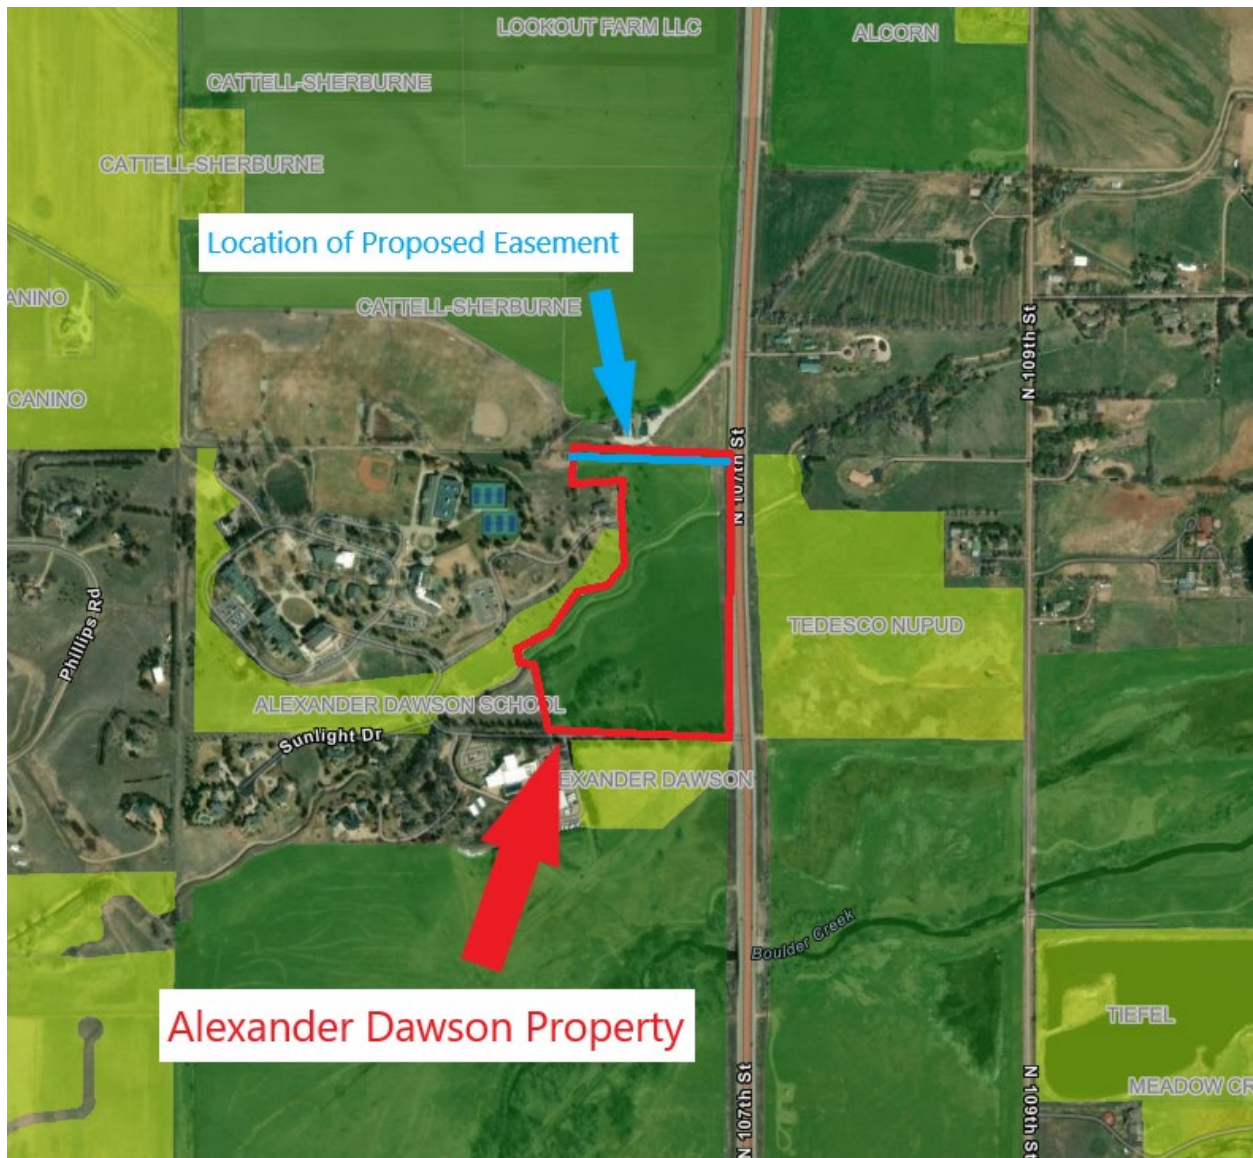 LOOKOUT FARM LLC
ALCORN
CATTELL-SHERBURNE
CATTELL-SHERBURNE
Location of Proposed Easement
ANINO
CATTELL-SHERBURNE
N 109th St
CANINO
N 107th St
Phillips Rd
TEDESCO NUPUD
ALEXANDER DAWSON SCHOOL
Sunlight Dr
EXANDER DAWSON
Boulder Creek
Alexander Dawson Property
TIEFEL
MEADOW CR
N 107th St
N 109th St